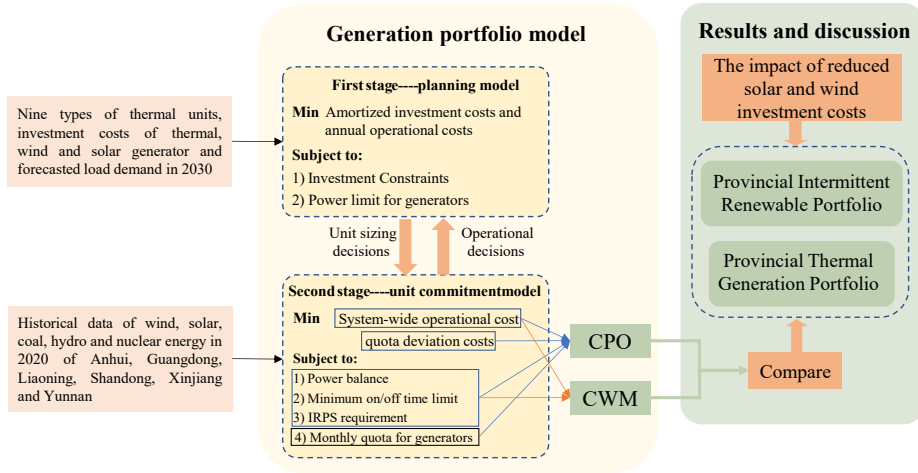 Generation portfolio model
First stage----planning model
Min Amortized investment costs and
annual operational costs
Subject to:
1) Investment Constraints
2) Power limit for generators
Nine types of thermal units,
investment costs of thermal,
wind and solar generator and
forecasted load demand in 2030
Unit sizing
decisions
Operational
decisions
Second stage----unit commitmentmodel
Min System-wide operational cost
quota deviation costs
Subject to:
1) Power balance
2) Minimum on/off time limit
3) IRPS requirement
4) Monthly quota for generators
Historical data of wind, solar,
coal, hydro and nuclear energy in
2020 of Anhui, Guangdong,
Liaoning, Shandong, Xinjiang
and Yunnan
CPO
CWM
Results and discussion
The impact of reduced
solar and wind
investment costs
Provincial Intermittent
Renewable Portfolio
Provincial Thermal
Generation Portfolio
Compare